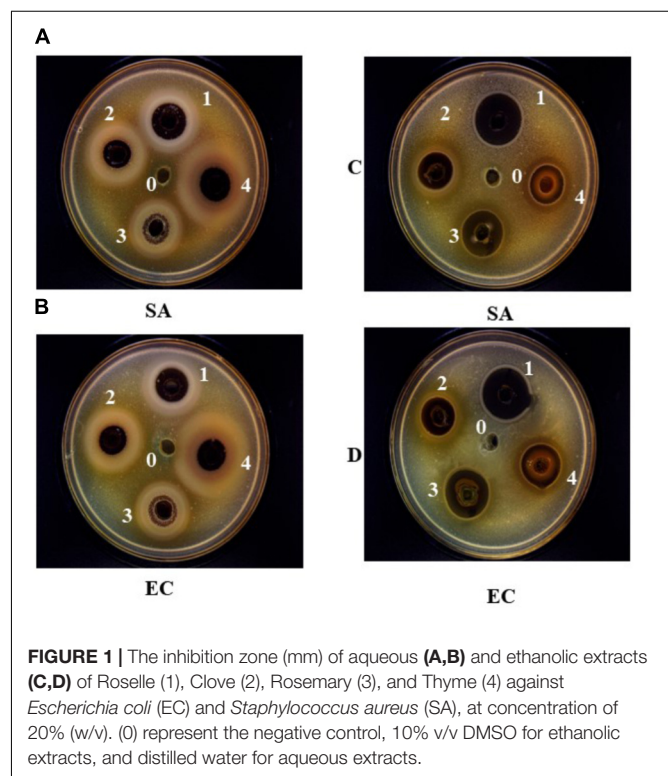 A
1
2
0
4
3
SA
C
1
2
0
4
3
SA
B
1
2
0
4
3
EC
D
1
2
0
4
3
EC
FIGURE 1 | The inhibition zone (mm) of aqueous (A,B) and ethanolic extracts
(C,D) of Roselle (1), Clove (2), Rosemary (3), and Thyme (4) against
Escherichia coli (EC) and Staphylococcus aureus (SA), at concentration of
20% (w/v). (0) represent the negative control, 10% v/v DMSO for ethanolic
extracts, and distilled water for aqueous extracts.